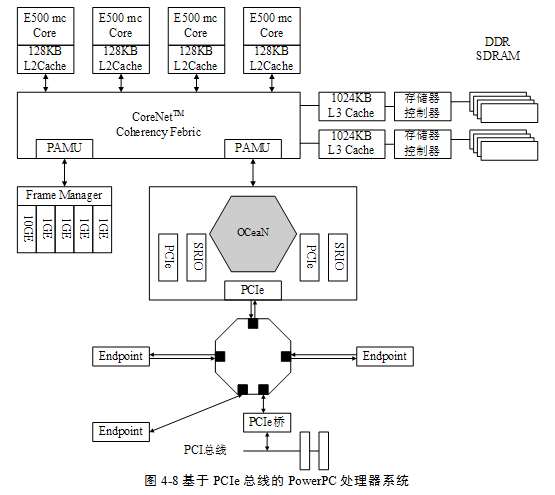 E500 mc
Core
128KB
L2Cache
E500 mc
Core
128KB
L2Cache
E500 mc
Core
128KB
L2Cache
E500 mc
Core
128KB
L2Cache
DDR
SDRAM
CoreNet™
Coherency Febric
PAMU
PAMU
1024KB
L3 Cache
存储器
控制器
1024KB
L3 Cache
存储器
控制器
Frame Manager
10GE
1GE
1GE
1GE
1GE
OCeaN
PCIe
SRIO
PCIe
SRIO
PCIe
Endpoint
Endpoint
Endpoint
PCIe桥
PCI总线
图 4-8 基于 PCIe 总线的 PowerPC 处理器系统